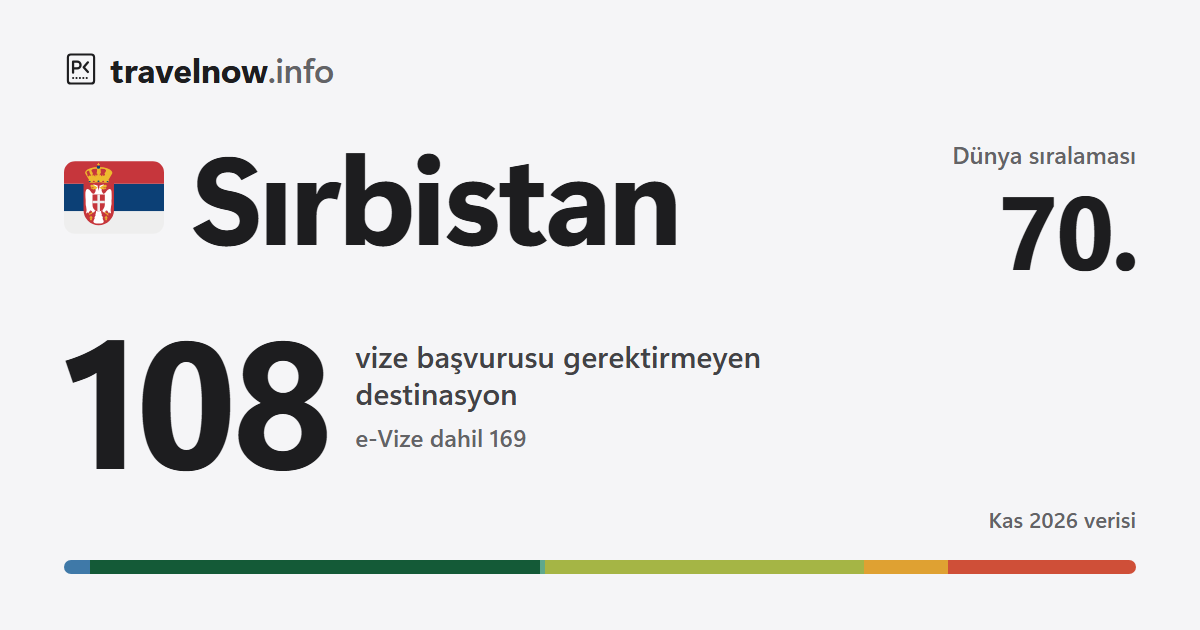 travelnow.info
Sırbistan
Dünya sıralaması
70.
108
vize başvurusu gerektirmeyen
destinasyon
e-Vize dahil 169
Kas 2026 verisi